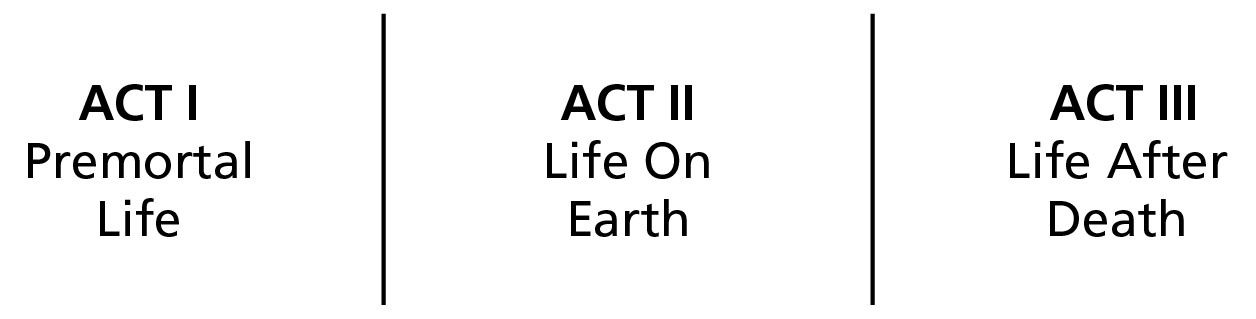 ACT I
Premortal
Life
ACT II
Life On
Earth
ACT III
Life After
Death